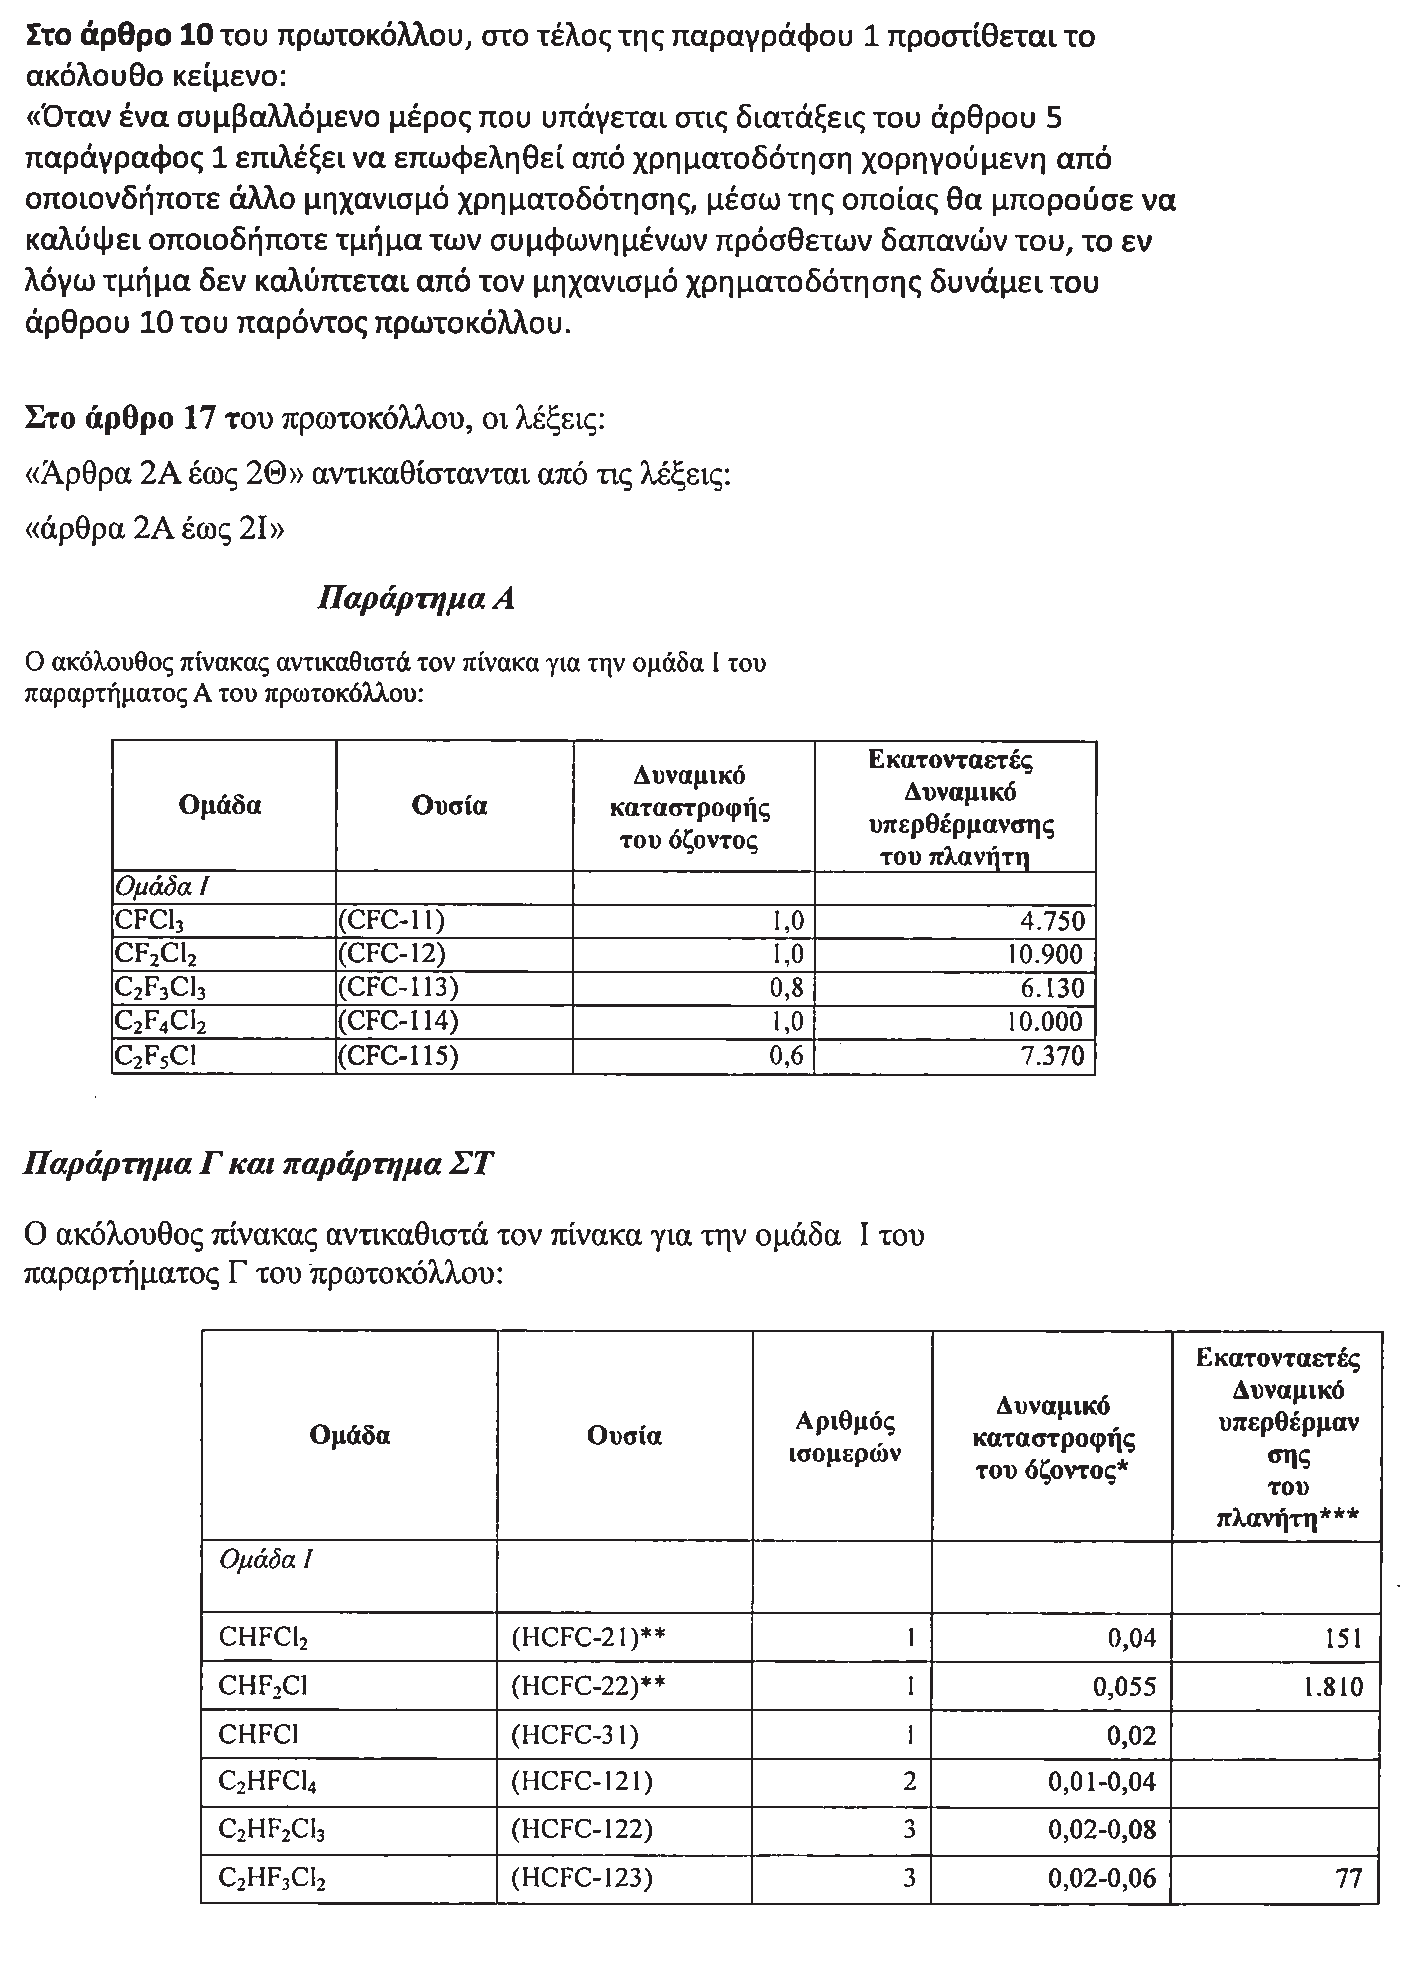 Στο άρθρο 10 του πρωτοκόλλου, στο τέλος της παραγράφου 1 προστίθεται το
ακόλουθο κείμενο:
«Όταν ένα συμβαλλόμενο μέρος που υπάγεται στις διατάξεις του άρθρου 5
παράγραφος 1 επιλέξει να επωφεληθεί από χρηματοδότηση χορηγούμενη από
οποιονδήποτε άλλο μηχανισμό χρηματοδότησης, μέσω της οποίας θα μπορούσε να
καλύψει οποιοδήποτε τμήμα των συμφωνημένων πρόσθετων δαπανών του, το εν
λόγω τμήμα δεν καλύπτεται από τον μηχανισμό χρηματοδότησης δυνάμει του
άρθρου 10 του παρόντος πρωτοκόλλου.
Στο άρθρο 17 του πρωτοκόλλου, οι λέξεις:
«Άρθρα 2Α έως 2Θ» αντικαθίστανται από τις λέξεις:
«άρθρα 2Α έως 2Ι»
Παράρτημα Α
Ο ακόλουθος πίνακας αντικαθιστά τον πίνακα για την ομάδα Ι του
παραρτήματος Α του πρωτοκόλλου:
Ομάδα Ουσία Δυναμικό καταστροφής του όζοντος Εκατονταετές Δυναμικό υπερθέρμανσης του πλανήτη
Ομάδα Ι
CFCl₃ (CFC-11) 1,0 4.750
CF₂Cl₂ (CFC-12) 1,0 10.900
C₂F₃Cl₃ (CFC-113) 0,8 6.130
C₂F₄Cl₂ (CFC-114) 1,0 10.000
C₂F₅Cl (CFC-115) 0,6 7.370
Παράρτημα Γ και παράρτημα ΣΤ
Ο ακόλουθος πίνακας αντικαθιστά τον πίνακα για την ομάδα Ι του
παραρτήματος Γ του πρωτοκόλλου:
Ομάδα Ουσία Αριθμός ισομερών Δυναμικό καταστροφής του όζοντος* Εκατονταετές Δυναμικό υπερθέρμαν σης του πλανήτη***
Ομάδα Ι
CHFCl₂ (HCFC-21)** 1 0,04 151
CHF₂Cl (HCFC-22)** 1 0,055 1.810
CHFCl (HCFC-31) 1 0,02
C₂HFCl₄ (HCFC-121) 2 0,01-0,04
C₂HF₂Cl₃ (HCFC-122) 3 0,02-0,08
C₂HF₃Cl₂ (HCFC-123) 3 0,02-0,06 77